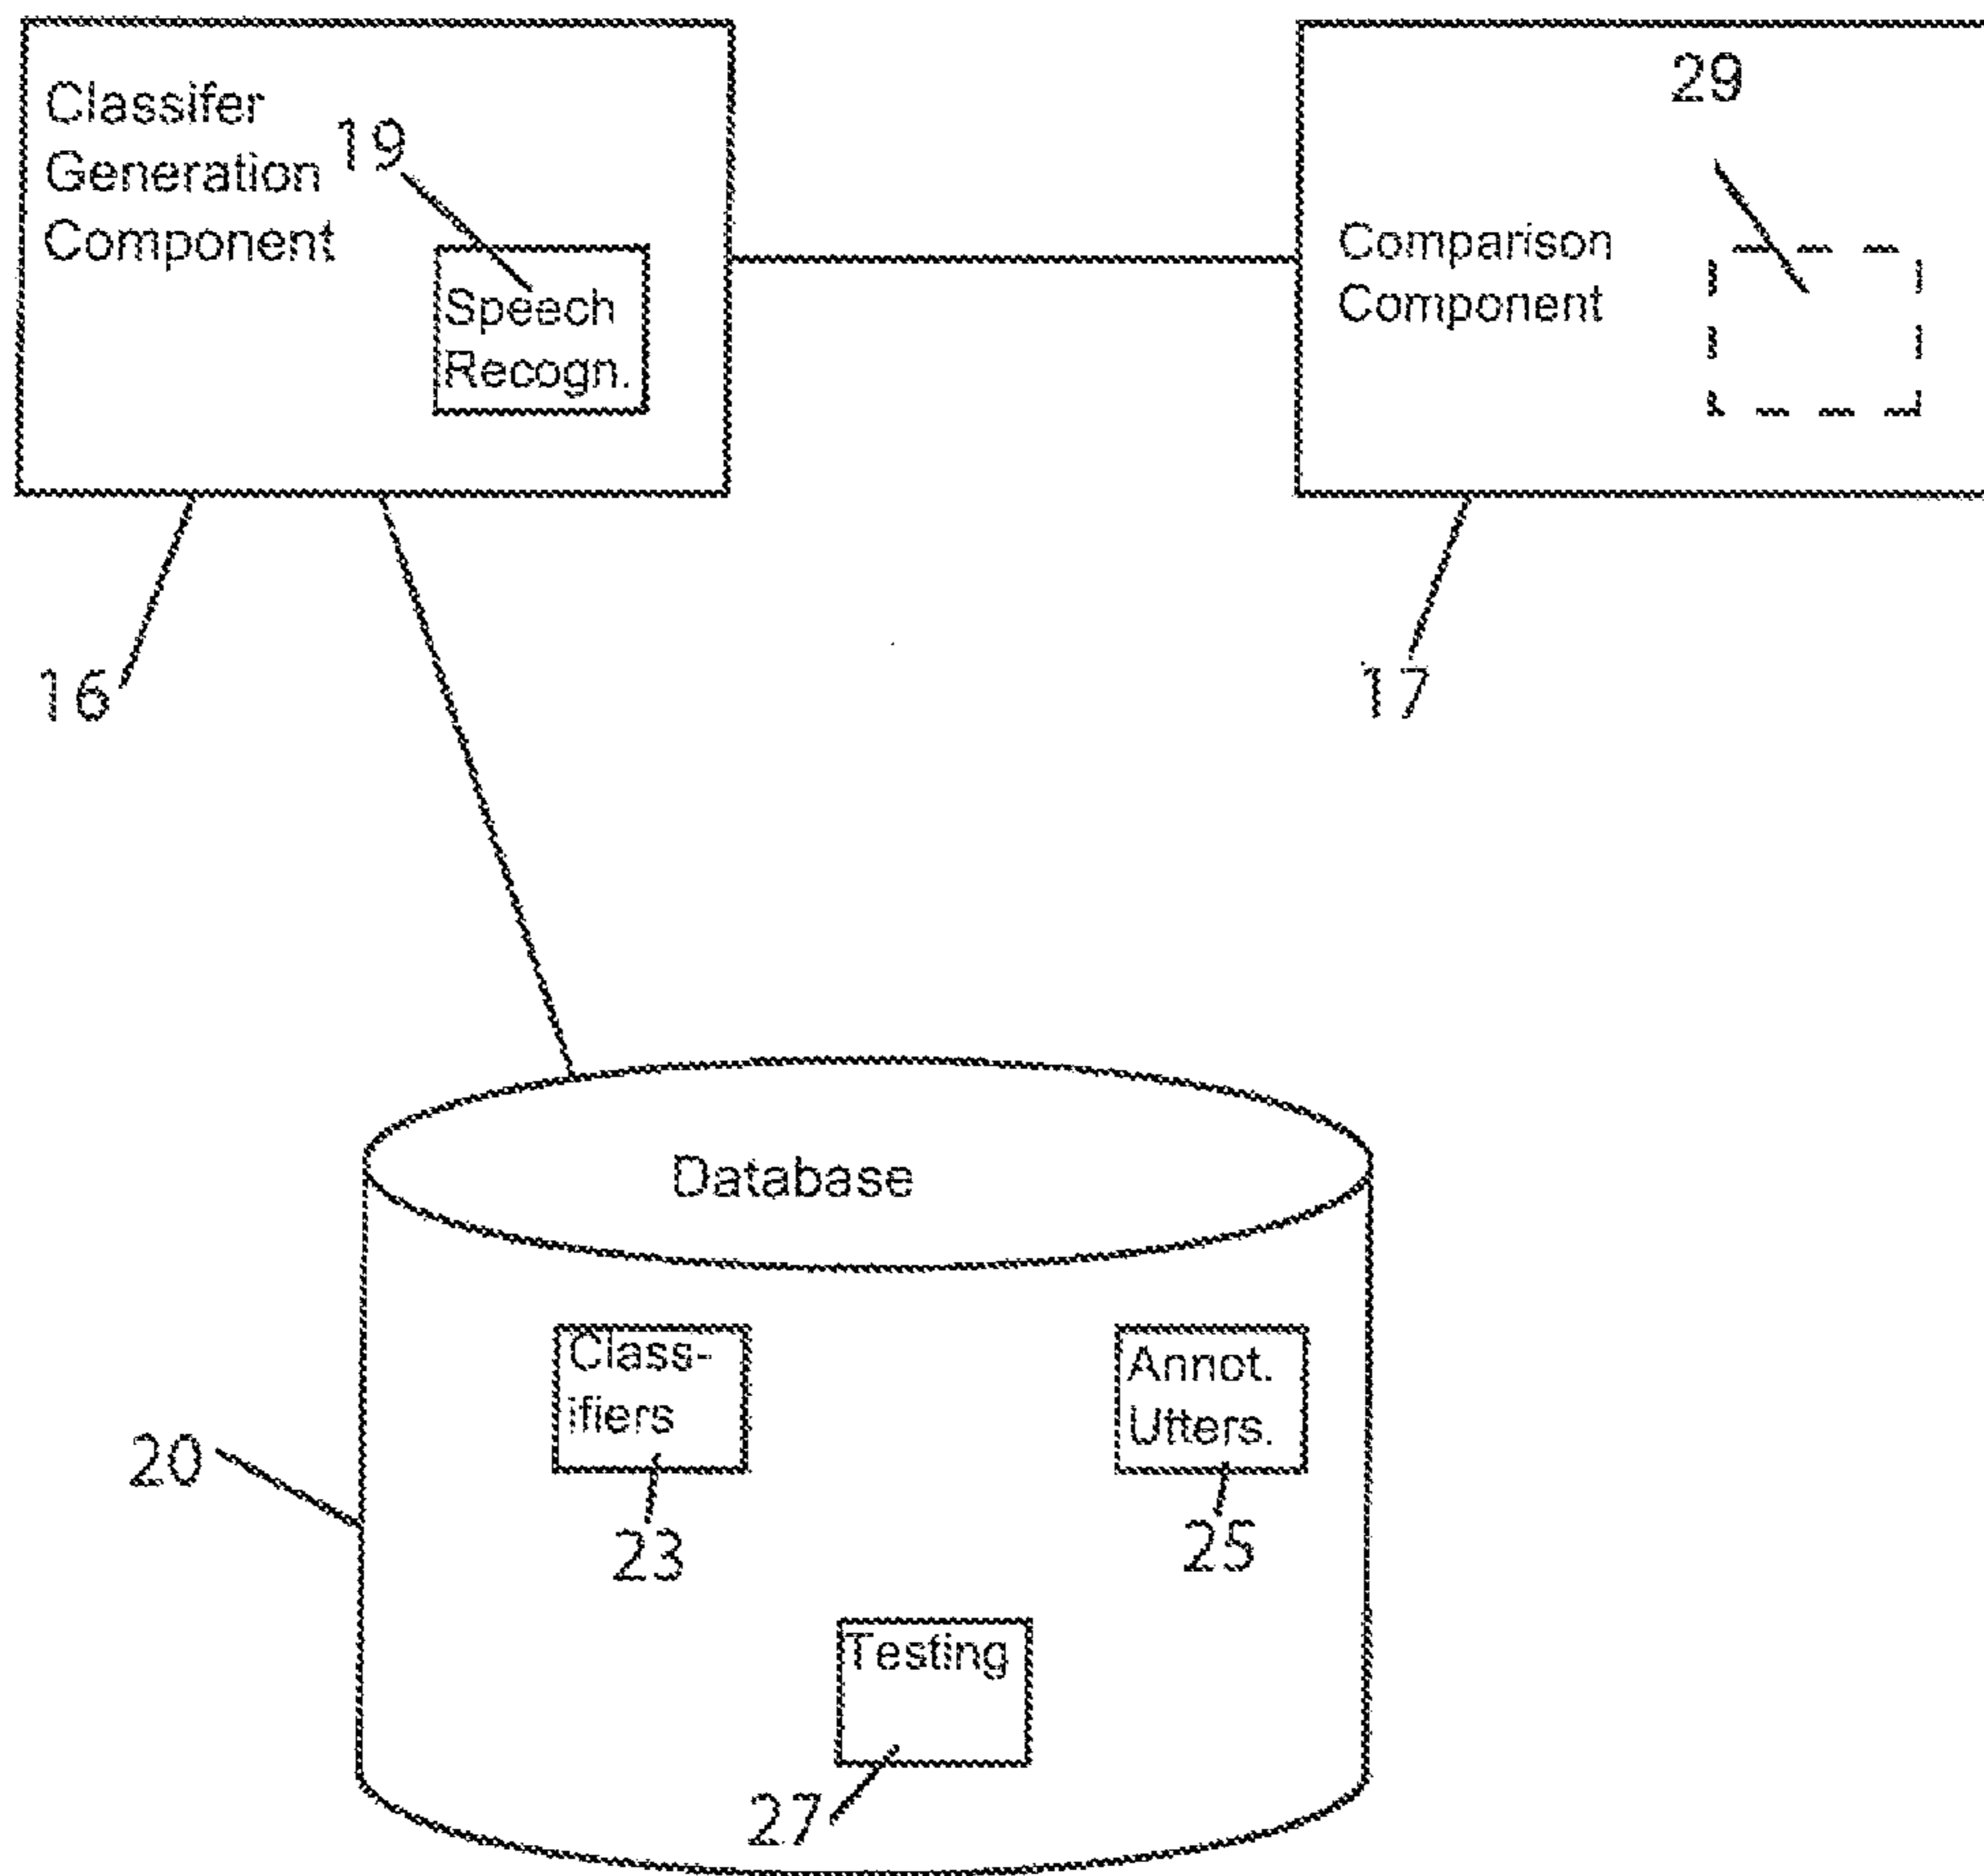 Classifer
Generation
Component
19
Speech
Recogn.
29
Comparison
Component
16
17
Database
Class-
ifiers
Annot.
Utters.
20
23
25
Testing
27